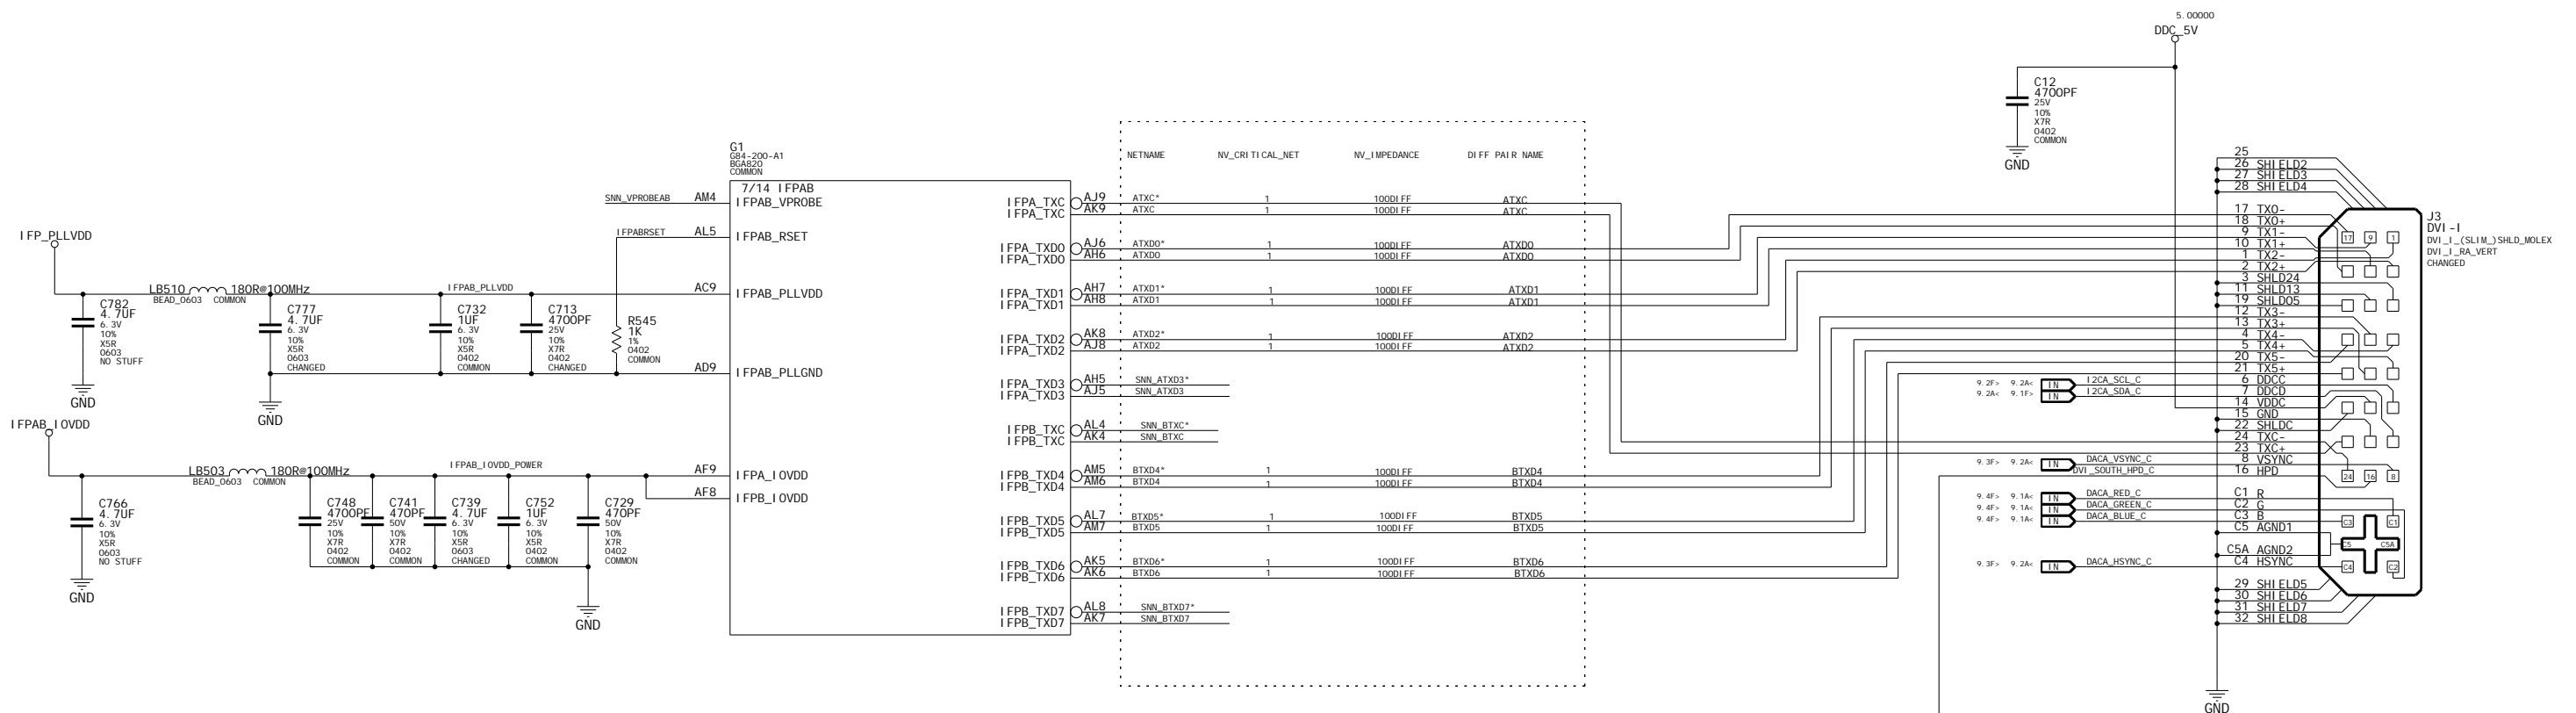 5.00000
DDC_5V
C12
4700PF
25V
10%
X7R
0402
COMMON
GND
G1
G84-200-A1
BGA820
COMMON
7/14 IFPAB
NETNAME NV_CRITICAL_NET NV_IMPEDANCE DIFF PAIR NAME
SNN_VPROBEAB AM4 IFPAB_VPROBE
IFPABRSET AL5 IFPAB_RSET
IFP_PLLVDD
LB510 180R@100MHz
BEAD_0603 COMMON
IFPAB_PLLVDD AC9 IFPAB_PLLVDD
C782
4.7UF
6.3V
10%
X5R
0603
NO STUFF
GND
C777
4.7UF
6.3V
10%
X5R
0603
CHANGED
GND
C732
1UF
6.3V
10%
X5R
0402
COMMON
C713
4700PF
25V
10%
X7R
0402
CHANGED
R545
1K
1%
0402
COMMON
AD9 IFPAB_PLLGND
IFPAB_IOVDD
LB503 180R@100MHz
BEAD_0603 COMMON
IFPAB_IOVDD_POWER AF9 IFPA_IOVDD
AF8 IFPB_IOVDD
C766
4.7UF
6.3V
10%
X5R
0603
NO STUFF
GND
C748
4700PF
25V
10%
X7R
0402
COMMON
C741
470PF
50V
10%
X7R
0402
COMMON
C739
4.7UF
6.3V
10%
X5R
0603
CHANGED
C752
1UF
6.3V
10%
X5R
0402
COMMON
C729
470PF
50V
10%
X7R
0402
COMMON
GND
IFPA_TXC AJ9 ATXC* 1 100DIFF ATXC
IFPA_TXC AK9 ATXC 1 100DIFF ATXC
IFPA_TXD0 AJ6 ATXD0* 1 100DIFF ATXD0
IFPA_TXD0 AH6 ATXD0 1 100DIFF ATXD0
IFPA_TXD1 AH7 ATXD1* 1 100DIFF ATXD1
IFPA_TXD1 AH8 ATXD1 1 100DIFF ATXD1
IFPA_TXD2 AK8 ATXD2* 1 100DIFF ATXD2
IFPA_TXD2 AJ8 ATXD2 1 100DIFF ATXD2
IFPA_TXD3 AH5 SNN_ATXD3*
IFPA_TXD3 AJ5 SNN_ATXD3
IFPB_TXC AL4 SNN_BTXC*
IFPB_TXC AK4 SNN_BTXC
IFPB_TXD4 AM5 BTXD4* 1 100DIFF BTXD4
IFPB_TXD4 AM6 BTXD4 1 100DIFF BTXD4
IFPB_TXD5 AL7 BTXD5* 1 100DIFF BTXD5
IFPB_TXD5 AM7 BTXD5 1 100DIFF BTXD5
IFPB_TXD6 AK5 BTXD6* 1 100DIFF BTXD6
IFPB_TXD6 AK6 BTXD6 1 100DIFF BTXD6
IFPB_TXD7 AL8 SNN_BTXD7*
IFPB_TXD7 AK7 SNN_BTXD7
25
26 SHIELD2
27 SHIELD3
28 SHIELD4
17 TX0-
18 TX0+
9 TX1-
10 TX1+
1 TX2-
2 TX2+
3 SHLD24
11 SHLD13
19 SHLD05
12 TX3-
13 TX3+
4 TX4-
5 TX4+
20 TX5-
21 TX5+
9.2F> 9.2A< IN I2CA_SCL_C 6 DDCC
9.2A< 9.1F> IN I2CA_SDA_C 7 DDCD
14 VDDC
15 GND
22 SHLDC
24 TXC-
23 TXC+
9.3F> 9.2A< IN DACA_VSYNC_C 8 VSYNC
DVI_SOUTH_HPD_C 16 HPD
9.4F> 9.1A< IN DACA_RED_C C1 R
9.4F> 9.1A< IN DACA_GREEN_C C2 G
9.4F> 9.1A< IN DACA_BLUE_C C3 B
C5 AGND1
C5A AGND2
9.3F> 9.2A< IN DACA_HSYNC_C C4 HSYNC
29 SHIELD5
30 SHIELD6
31 SHIELD7
32 SHIELD8
GND
J3
DVI-I
DVI_I_(SLIM_)SHLD_MOLEX
DVI_I_RA_VERT
CHANGED
17 9 1
24 16 8
C3 C1
C5 C5A
C4 C2